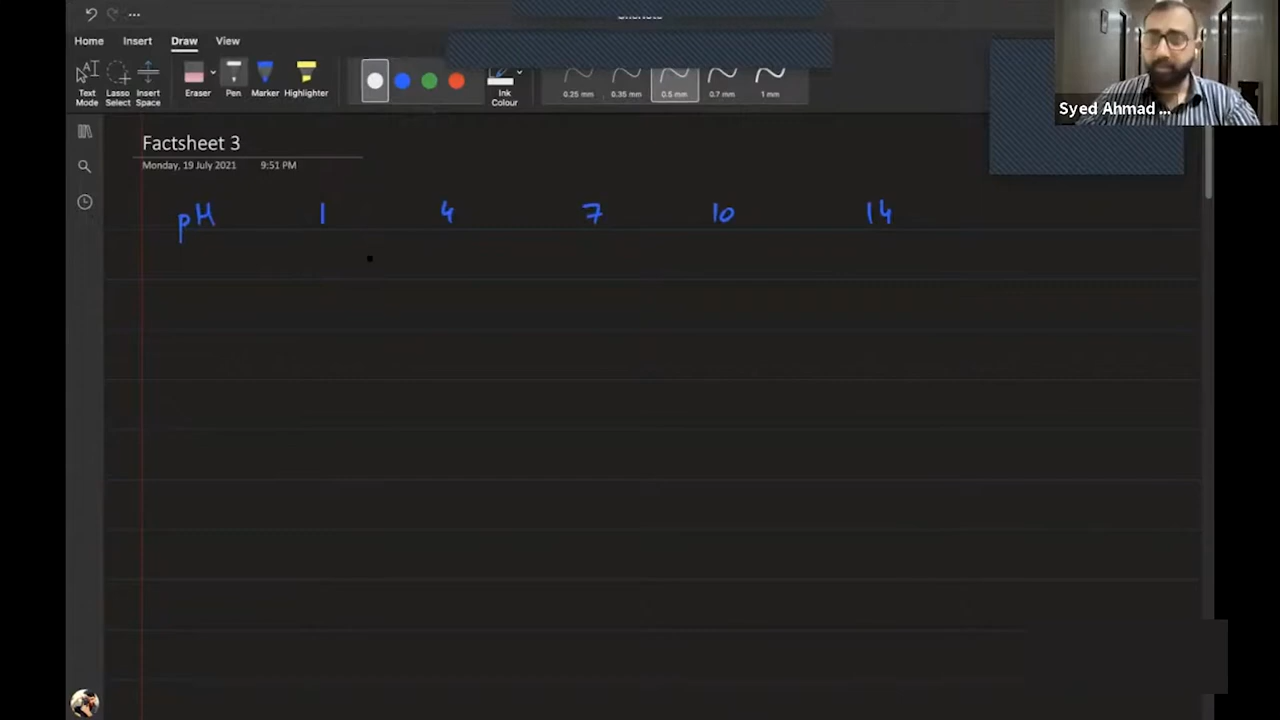 Home Insert Draw View
Text Mode
Lasso Select
Insert Space
Eraser
Pen
Marker
Highlighter
Ink Colour
0.25 mm 0.35 mm 0.5 mm 0.7 mm 1 mm
Syed Ahmad ...
Factsheet 3
Monday, 19 July 2021 9:51 PM
pH 1 4 7 10 14